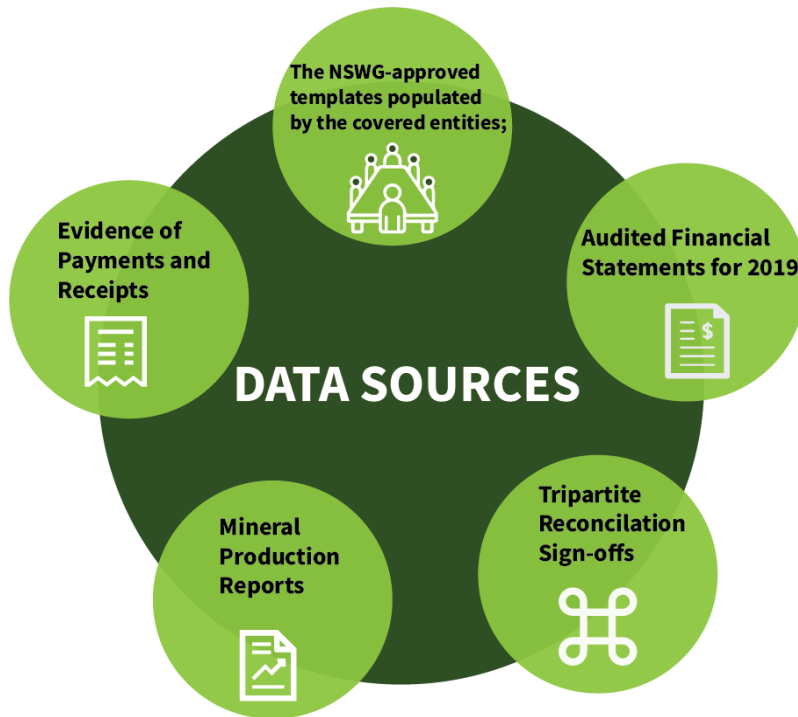 The NSWG-approved
templates populated
by the covered entities;
Evidence of
Payments and
Receipts
Audited Financial
Statements for 2019
DATA SOURCES
Tripartite
Reconcilation
Sign-offs
Mineral
Production
Reports